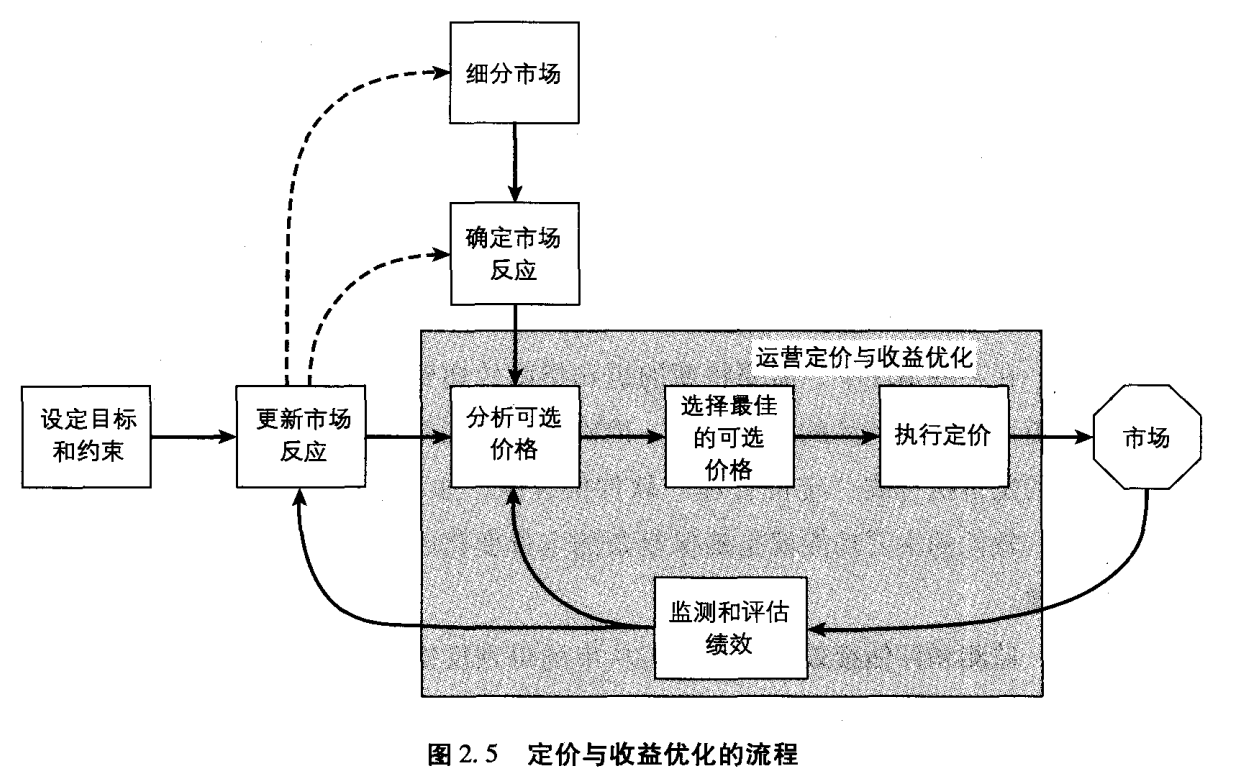 细分市场
确定市场
反应
运营定价与收益优化
设定目标
和约束
更新市场
反应
分析可选
价格
选择最佳
的可选
价格
执行定价
市场
监测和评估
绩效
图 2.5 定价与收益优化的流程